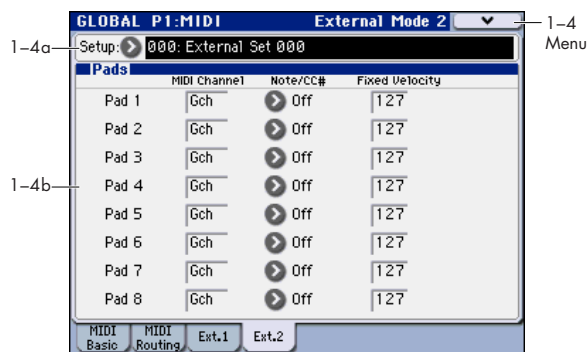 GLOBAL P1:MIDI External Mode 2
1–4
Menu
1–4a
Setup: 000: External Set 000
Pads
MIDI Channel Note/CC# Fixed Velocity
Pad 1 Gch Off 127
Pad 2 Gch Off 127
Pad 3 Gch Off 127
1–4b
Pad 4 Gch Off 127
Pad 5 Gch Off 127
Pad 6 Gch Off 127
Pad 7 Gch Off 127
Pad 8 Gch Off 127
MIDI Basic MIDI Routing Ext.1 Ext.2